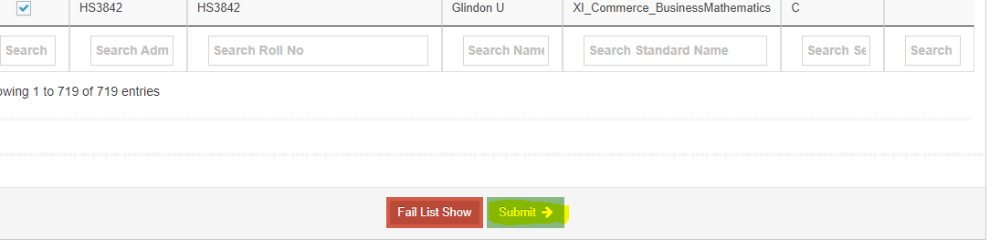 HS3842 HS3842 Glindon U XI_Commerce_BusinessMathematics C
Search Search Adm Search Roll No Search Name Search Standard Name Search Se Search
owing 1 to 719 of 719 entries
Fail List Show Submit →